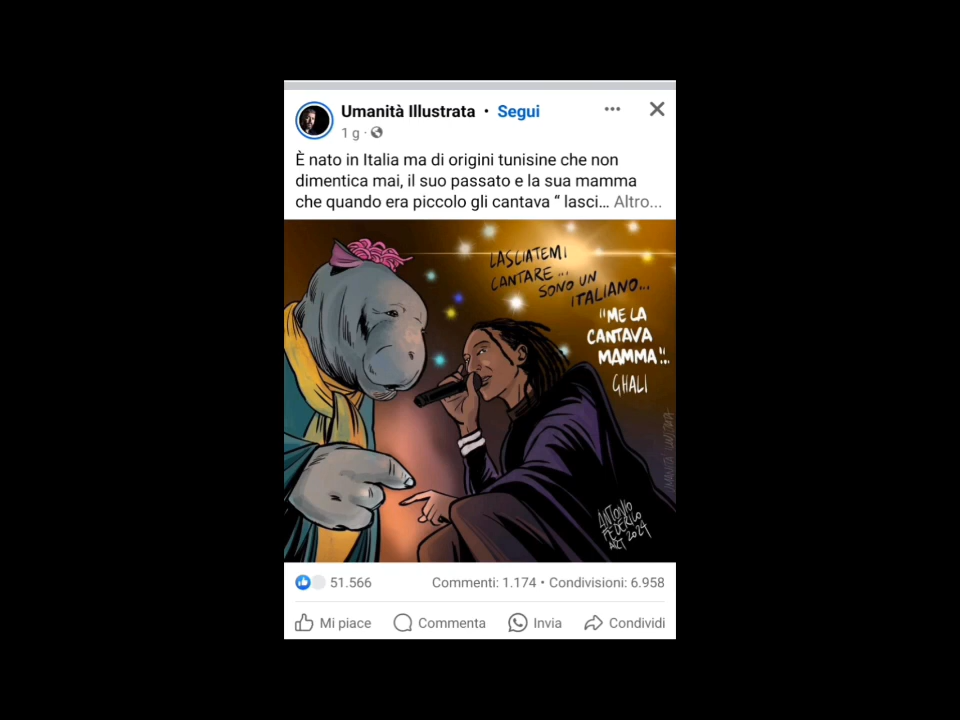 Umanità Illustrata • Segui
1 g ·
È nato in Italia ma di origini tunisine che non
dimentica mai, il suo passato e la sua mamma
che quando era piccolo gli cantava “ lasci... Altro...
LASCIATEMI
CANTARE...
SONO UN
ITALIANO...
"ME LA
CANTAVA
MAMMA"...
GHALI
UMANITÀ ILLUSTRATA
ANTONIO
FEDERICO
ART 2024
51.566 Commenti: 1.174 • Condivisioni: 6.958
Mi piace Commenta Invia Condividi